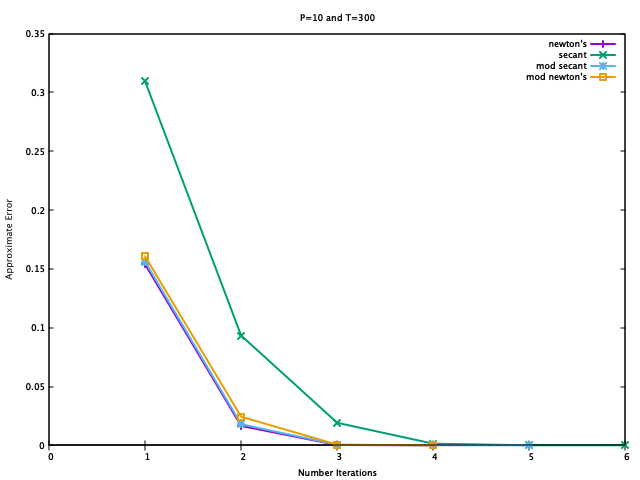 P=10 and T=300
newton's
secant
mod secant
mod newton's
0.35
0.3
0.25
0.2
0.15
0.1
0.05
0
Approximate Error
0 1 2 3 4 5 6
Number Iterations